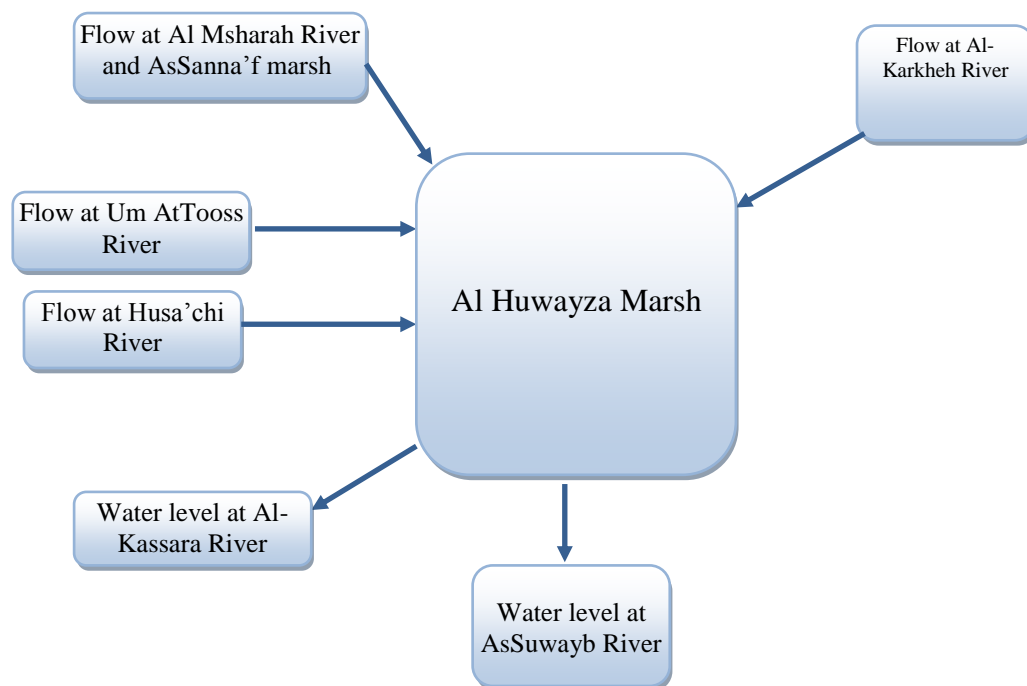 Flow at Al Msharah River
and AsSanna’f marsh
Flow at Al-
Karkheh River
Flow at Um AtTooss
River
Flow at Husa’chi
River
Al Huwayza Marsh
Water level at Al-
Kassara River
Water level at
AsSuwayb River